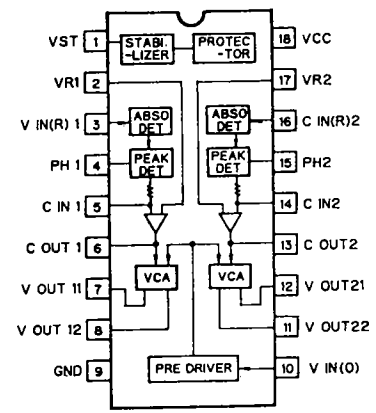 VST 1 STABI.-LIZER PROTEC-TOR 18 VCC
VR1 2 17 VR2
V IN(R) 1 3 ABSO DET ABSO DET 16 C IN(R)2
PH 1 4 PEAK DET PEAK DET 15 PH2
C IN 1 5 14 C IN2
C OUT 1 6 13 C OUT2
V OUT 11 7 VCA VCA 12 V OUT21
V OUT 12 8 11 V OUT22
GND 9 PRE DRIVER 10 V IN(O)